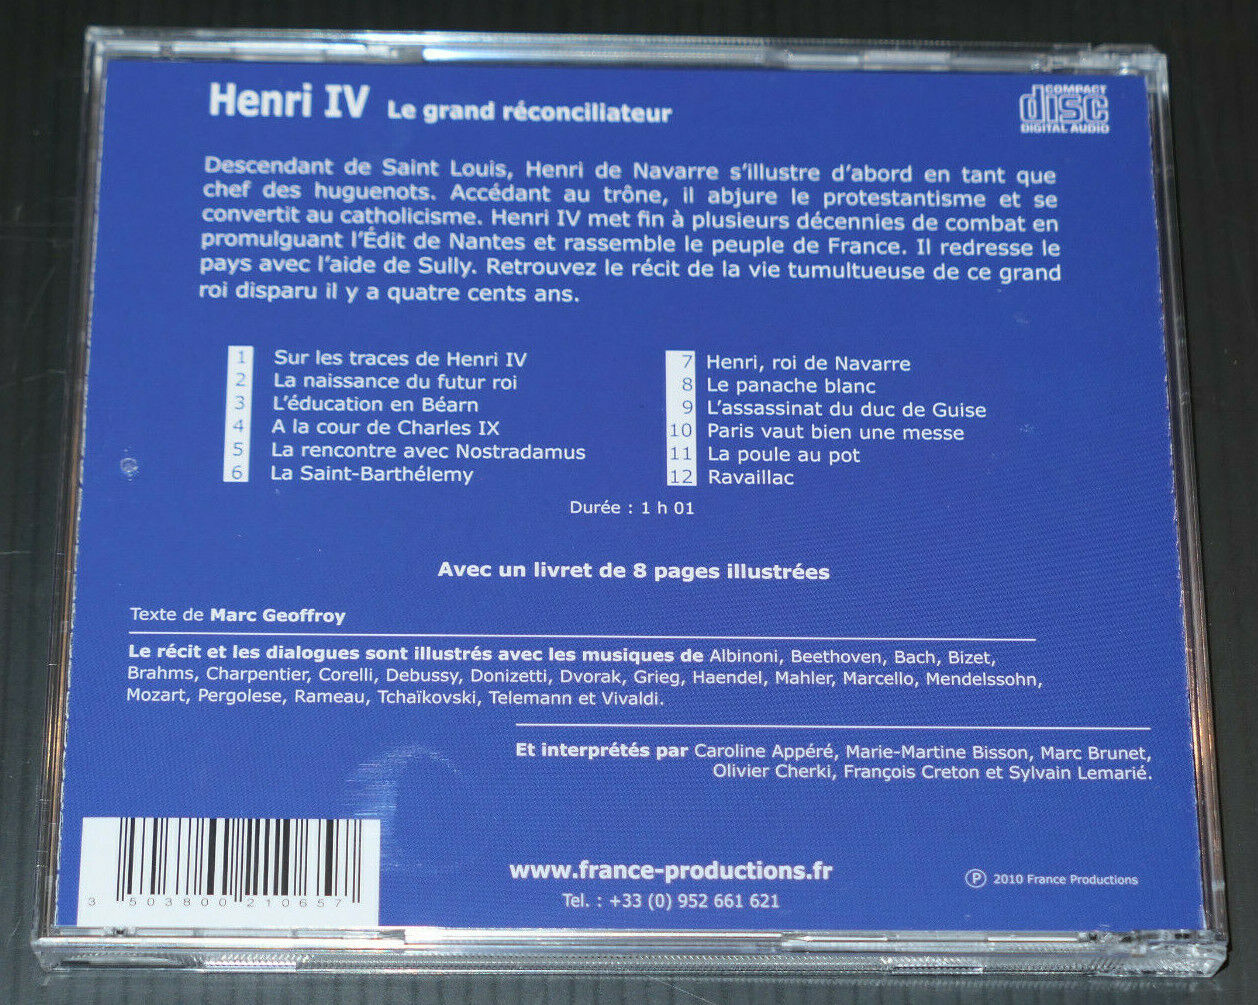 Henri IV Le grand réconciliateur
COMPACT
disc
DIGITAL AUDIO
Descendant de Saint Louis, Henri de Navarre s'illustre d'abord en tant que
chef des huguenots. Accédant au trône, il abjure le protestantisme et se
convertit au catholicisme. Henri IV met fin à plusieurs décennies de combat en
promulguant l'Édit de Nantes et rassemble le peuple de France. Il redresse le
pays avec l'aide de Sully. Retrouvez le récit de la vie tumultueuse de ce grand
roi disparu il y a quatre cents ans.
1 Sur les traces de Henri IV
2 La naissance du futur roi
3 L'éducation en Béarn
4 A la cour de Charles IX
5 La rencontre avec Nostradamus
6 La Saint-Barthélemy
7 Henri, roi de Navarre
8 Le panache blanc
9 L'assassinat du duc de Guise
10 Paris vaut bien une messe
11 La poule au pot
12 Ravaillac
Durée : 1 h 01
Avec un livret de 8 pages illustrées
Texte de Marc Geoffroy
Le récit et les dialogues sont illustrés avec les musiques de Albinoni, Beethoven, Bach, Bizet,
Brahms, Charpentier, Corelli, Debussy, Donizetti, Dvorak, Grieg, Haendel, Mahler, Marcello, Mendelssohn,
Mozart, Pergolese, Rameau, Tchaïkovski, Telemann et Vivaldi.
Et interprétés par Caroline Appéré, Marie-Martine Bisson, Marc Brunet,
Olivier Cherki, François Creton et Sylvain Lemarié.
3 503800 210657
www.france-productions.fr
Tel. : +33 (0) 952 661 621
℗ 2010 France Productions